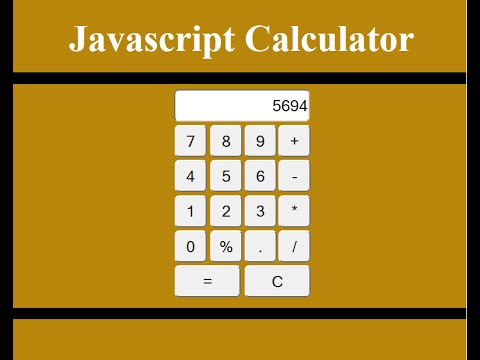 Javascript Calculator
5694
7 8 9 +
4 5 6 -
1 2 3 *
0 % . /
= C